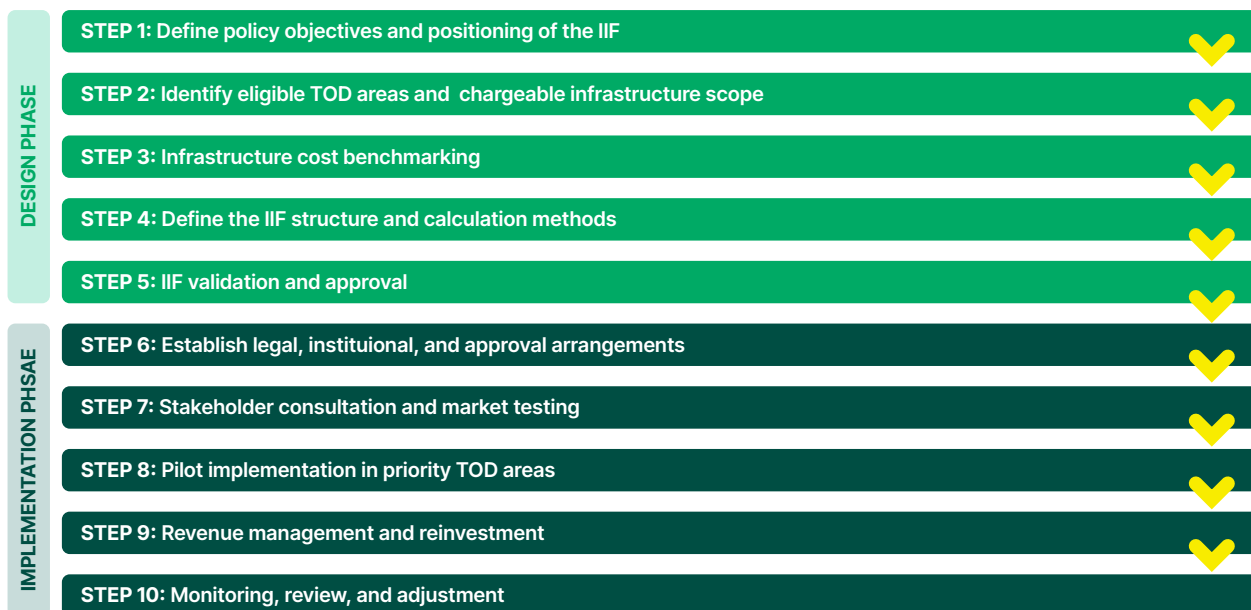 DESIGN PHASE
STEP 1: Define policy objectives and positioning of the IIF
STEP 2: Identify eligible TOD areas and chargeable infrastructure scope
STEP 3: Infrastructure cost benchmarking
STEP 4: Define the IIF structure and calculation methods
STEP 5: IIF validation and approval
IMPLEMENTATION PHSAE
STEP 6: Establish legal, instituional, and approval arrangements
STEP 7: Stakeholder consultation and market testing
STEP 8: Pilot implementation in priority TOD areas
STEP 9: Revenue management and reinvestment
STEP 10: Monitoring, review, and adjustment